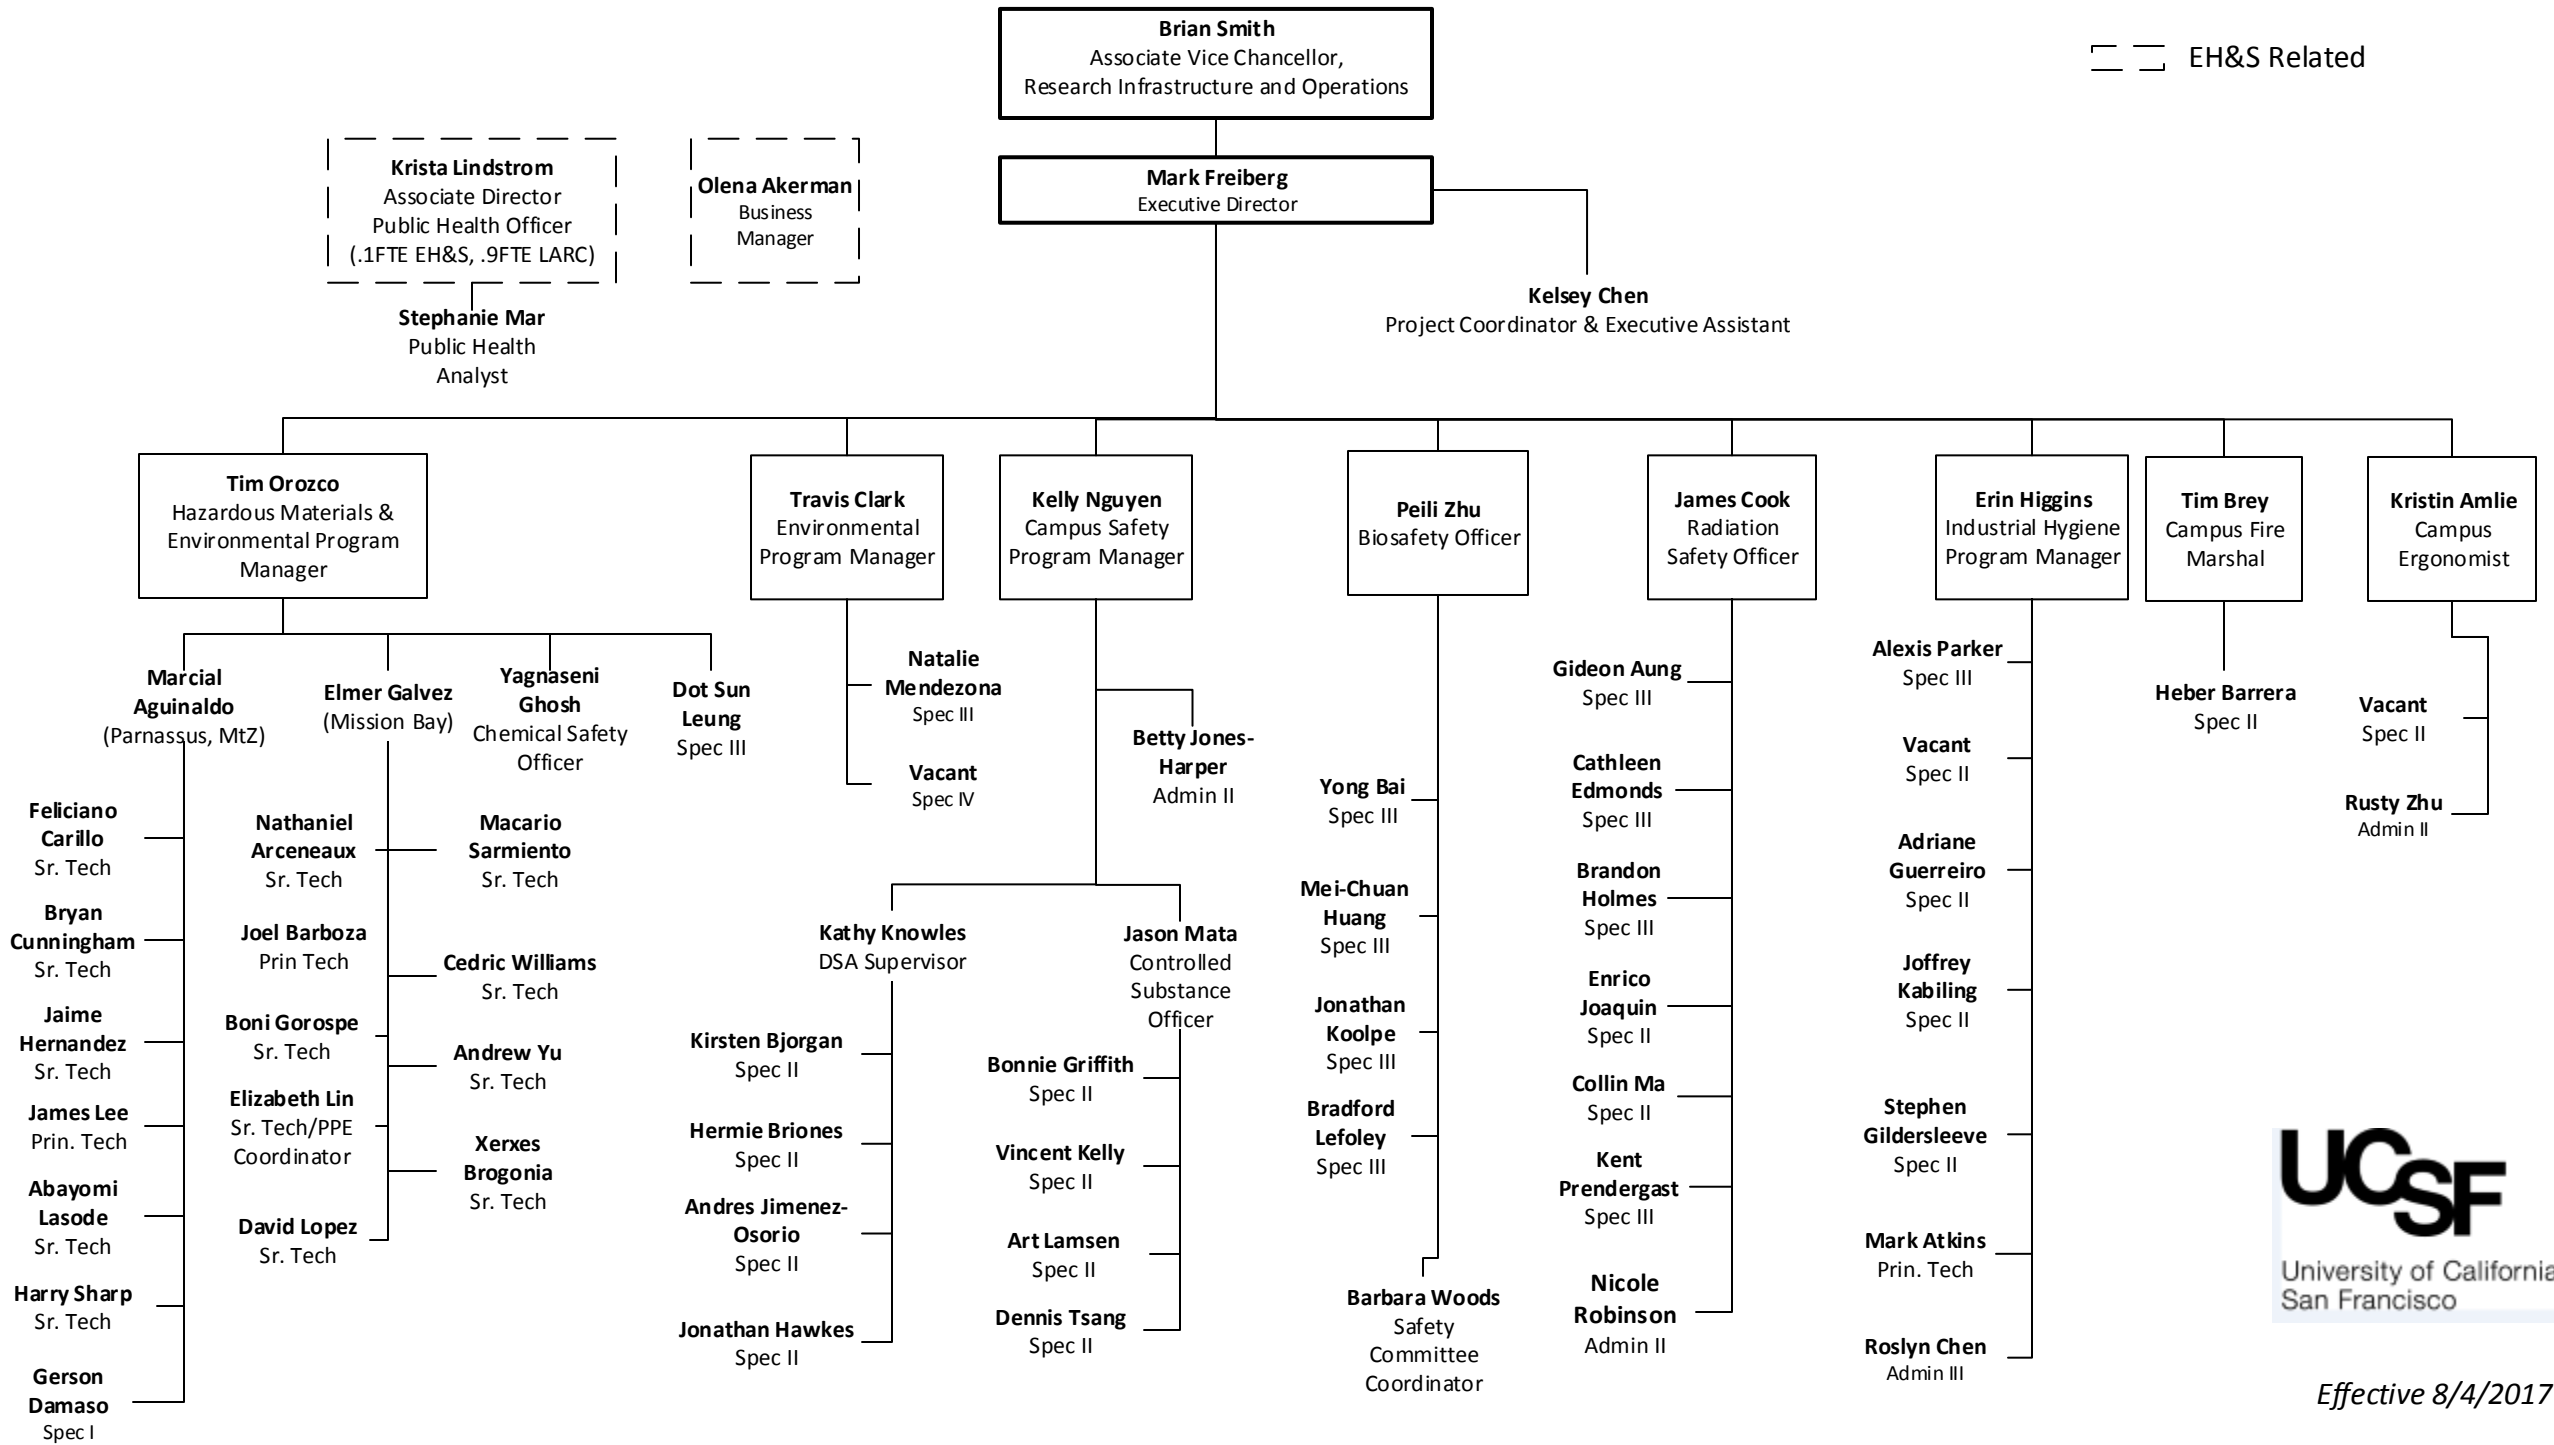 Brian Smith
Associate Vice Chancellor,
Research Infrastructure and Operations
EH&S Related
Krista Lindstrom
Associate Director
Public Health Officer
(.1FTE EH&S, .9FTE LARC)
Olena Akerman
Business
Manager
Mark Freiberg
Executive Director
Stephanie Mar
Public Health
Analyst
Kelsey Chen
Project Coordinator & Executive Assistant
Tim Orozco
Hazardous Materials &
Environmental Program
Manager
Travis Clark
Environmental
Program Manager
Kelly Nguyen
Campus Safety
Program Manager
Peili Zhu
Biosafety Officer
James Cook
Radiation
Safety Officer
Erin Higgins
Industrial Hygiene
Program Manager
Tim Brey
Campus Fire
Marshal
Kristin Amlie
Campus
Ergonomist
Marcial
Aguinaldo
(Parnassus, MtZ)
Elmer Galvez
(Mission Bay)
Yagnaseni
Ghosh
Chemical Safety
Officer
Dot Sun
Leung
Spec III
Feliciano
Carillo
Sr. Tech
Bryan
Cunningham
Sr. Tech
Jaime
Hernandez
Sr. Tech
James Lee
Prin. Tech
Abayomi
Lasode
Sr. Tech
Harry Sharp
Sr. Tech
Gerson
Damaso
Spec I
Nathaniel
Arceneaux
Sr. Tech
Joel Barboza
Prin Tech
Boni Gorospe
Sr. Tech
Elizabeth Lin
Sr. Tech/PPE
Coordinator
David Lopez
Sr. Tech
Macario
Sarmiento
Sr. Tech
Cedric Williams
Sr. Tech
Andrew Yu
Sr. Tech
Xerxes
Brogonia
Sr. Tech
Natalie
Mendezona
Spec III
Vacant
Spec IV
Betty Jones-
Harper
Admin II
Kathy Knowles
DSA Supervisor
Kirsten Bjorgan
Spec II
Hermie Briones
Spec II
Andres Jimenez-
Osorio
Spec II
Jonathan Hawkes
Spec II
Jason Mata
Controlled
Substance
Officer
Bonnie Griffith
Spec II
Vincent Kelly
Spec II
Art Lamsen
Spec II
Dennis Tsang
Spec II
Yong Bai
Spec III
Mei-Chuan
Huang
Spec III
Jonathan
Koolpe
Spec III
Bradford
Lefoley
Spec III
Barbara Woods
Safety
Committee
Coordinator
Gideon Aung
Spec III
Cathleen
Edmonds
Spec III
Brandon
Holmes
Spec III
Enrico
Joaquin
Spec II
Collin Ma
Spec II
Kent
Prendergast
Spec III
Nicole
Robinson
Admin II
Alexis Parker
Spec III
Vacant
Spec II
Adriane
Guerreiro
Spec II
Joffrey
Kabiling
Spec II
Stephen
Gildersleeve
Spec II
Mark Atkins
Prin. Tech
Roslyn Chen
Admin III
Heber Barrera
Spec II
Vacant
Spec II
Rusty Zhu
Admin II
UCSF
University of California
San Francisco
Effective 8/4/2017